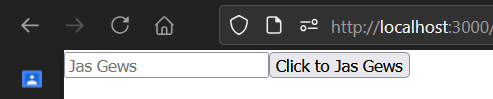 http://localhost:3000/
Jas Gews Click to Jas Gews